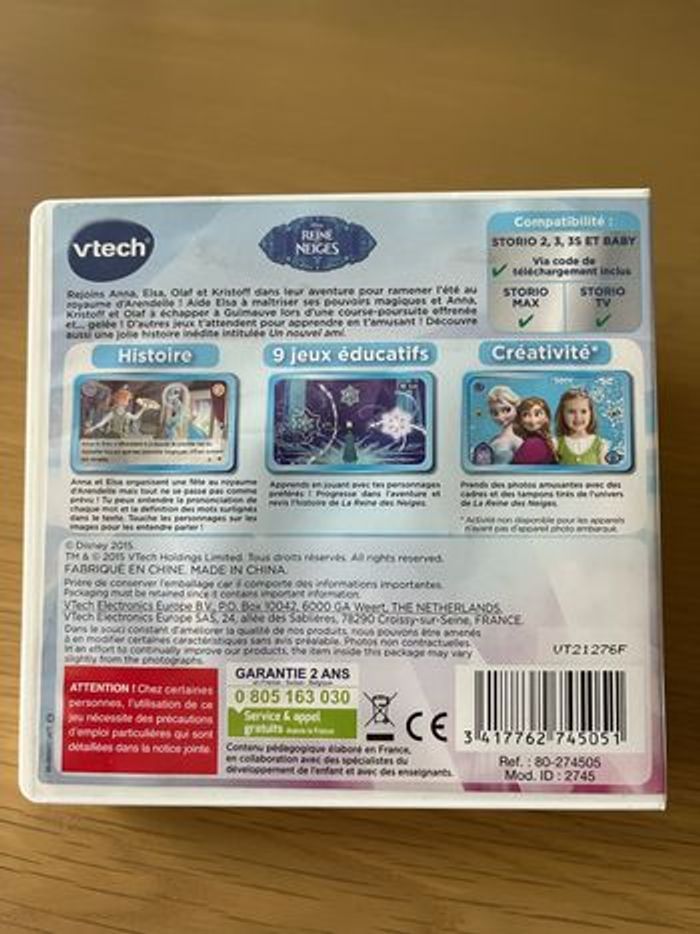 vtech
REINE
DES
NEIGES
Compatibilité :
STORIO 2, 3, 3S ET BABY
✓ Via code de
téléchargement inclus
STORIO MAX ✓
STORIO TV ✓
Rejoins Anna, Elsa, Olaf et Kristoff dans leur aventure pour ramener l'été au
royaume d'Arendelle ! Aide Elsa à maîtriser ses pouvoirs magiques et Anna,
Kristoff et Olaf à échapper à Guimauve lors d'une course-poursuite effrénée
et... gelée ! D'autres jeux t'attendent pour apprendre en t'amusant ! Découvre
aussi une jolie histoire inédite intitulée Un nouvel ami.
Histoire
Anna et Elsa organisent une fête au royaume
d'Arendelle mais tout ne se passe pas comme
prévu ! Tu peux entendre la prononciation de
chaque mot et la définition des mots surlignés
dans le texte. Touche les personnages sur les
images pour les entendre parler !
9 jeux éducatifs
Apprends en jouant avec tes personnages
préférés ! Progresse dans l'aventure et
revis l'histoire de La Reine des Neiges.
Créativité*
Prends des photos amusantes avec des
cadres et des tampons tirés de l'univers
de La Reine des Neiges.
* Activité non disponible pour les appareils
n'ayant pas d'appareil photo embarqué.
© Disney 2015.
TM & © 2015 VTech Holdings Limited. Tous droits réservés. All rights reserved.
FABRIQUÉ EN CHINE. MADE IN CHINA.
Prière de conserver l'emballage car il comporte des informations importantes.
Packaging must be retained since it contains important information.
VTech Electronics Europe B.V., P.O. Box 10042, 6000 GA Weert, THE NETHERLANDS.
VTech Electronics Europe SAS, 24, allée des Sablières, 78290 Croissy-sur-Seine, FRANCE.
Dans le souci constant d'améliorer la qualité de nos produits, nous pouvons être amenés
à en modifier certaines caractéristiques sans avis préalable. Photos non contractuelles.
In an effort to continually improve our products, the item inside this package may vary
slightly from the photographs.
VT21276F
ATTENTION ! Chez certaines
personnes, l'utilisation de ce
jeu nécessite des précautions
d'emploi particulières qui sont
détaillées dans la notice jointe.
GARANTIE 2 ANS
en France, Suisse, Belgique
0 805 163 030
Service & appel
gratuits depuis la France
CE
Contenu pédagogique élaboré en France,
en collaboration avec des spécialistes du
développement de l'enfant et avec des enseignants.
3 417762 745051
Ref. : 80-274505
Mod. ID : 2745